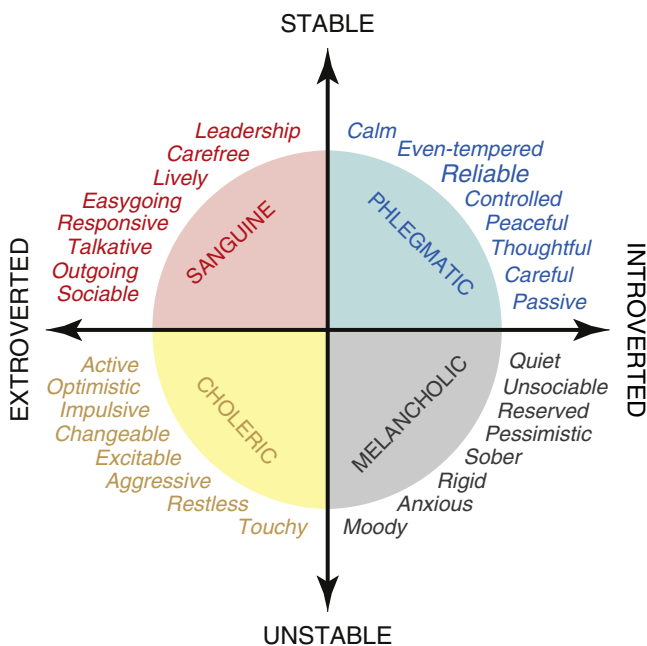 STABLE
Leadership
Carefree
Lively
Easygoing
Responsive
Talkative
Outgoing
Sociable
SANGUINE
Calm
Even-tempered
Reliable
Controlled
Peaceful
Thoughtful
Careful
Passive
PHLEGMATIC
EXTROVERTED
INTROVERTED
Active
Optimistic
Impulsive
Changeable
Excitable
Aggressive
Restless
Touchy
CHOLERIC
Quiet
Unsociable
Reserved
Pessimistic
Sober
Rigid
Anxious
Moody
MELANCHOLIC
UNSTABLE